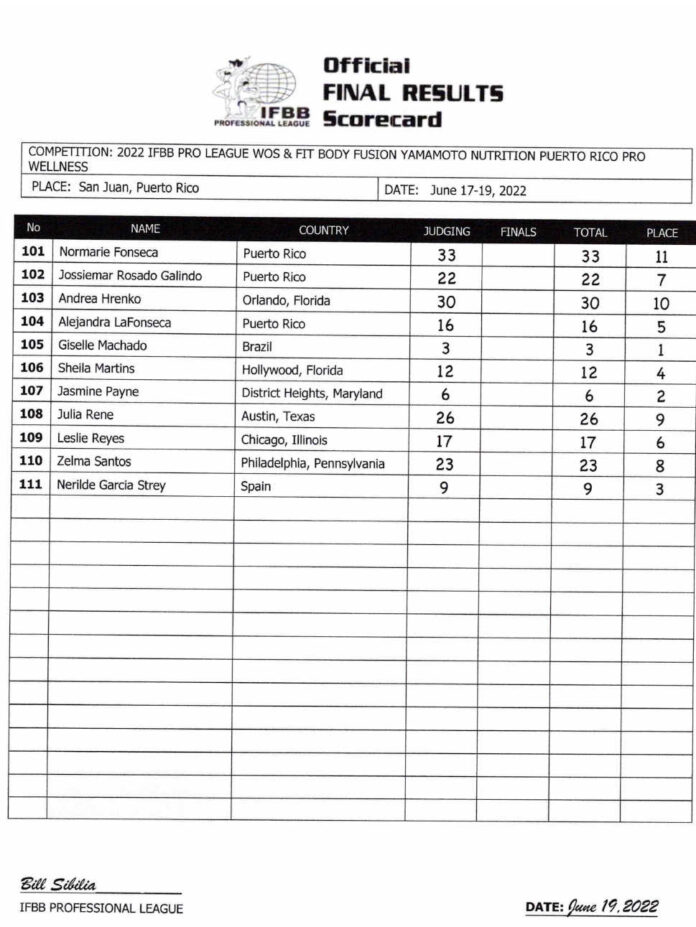 Official
FINAL RESULTS
Scorecard
IFBB
PROFESSIONAL LEAGUE
COMPETITION: 2022 IFBB PRO LEAGUE WOS & FIT BODY FUSION YAMAMOTO NUTRITION PUERTO RICO PRO
WELLNESS
PLACE: San Juan, Puerto Rico DATE: June 17-19, 2022
No NAME COUNTRY JUDGING FINALS TOTAL PLACE
101 Normarie Fonseca Puerto Rico 33 33 11
102 Jossiemar Rosado Galindo Puerto Rico 22 22 7
103 Andrea Hrenko Orlando, Florida 30 30 10
104 Alejandra LaFonseca Puerto Rico 16 16 5
105 Giselle Machado Brazil 3 3 1
106 Sheila Martins Hollywood, Florida 12 12 4
107 Jasmine Payne District Heights, Maryland 6 6 2
108 Julia Rene Austin, Texas 26 26 9
109 Leslie Reyes Chicago, Illinois 17 17 6
110 Zelma Santos Philadelphia, Pennsylvania 23 23 8
111 Nerilde Garcia Strey Spain 9 9 3
Bill Sibilia
IFBB PROFESSIONAL LEAGUE
DATE: June 19, 2022